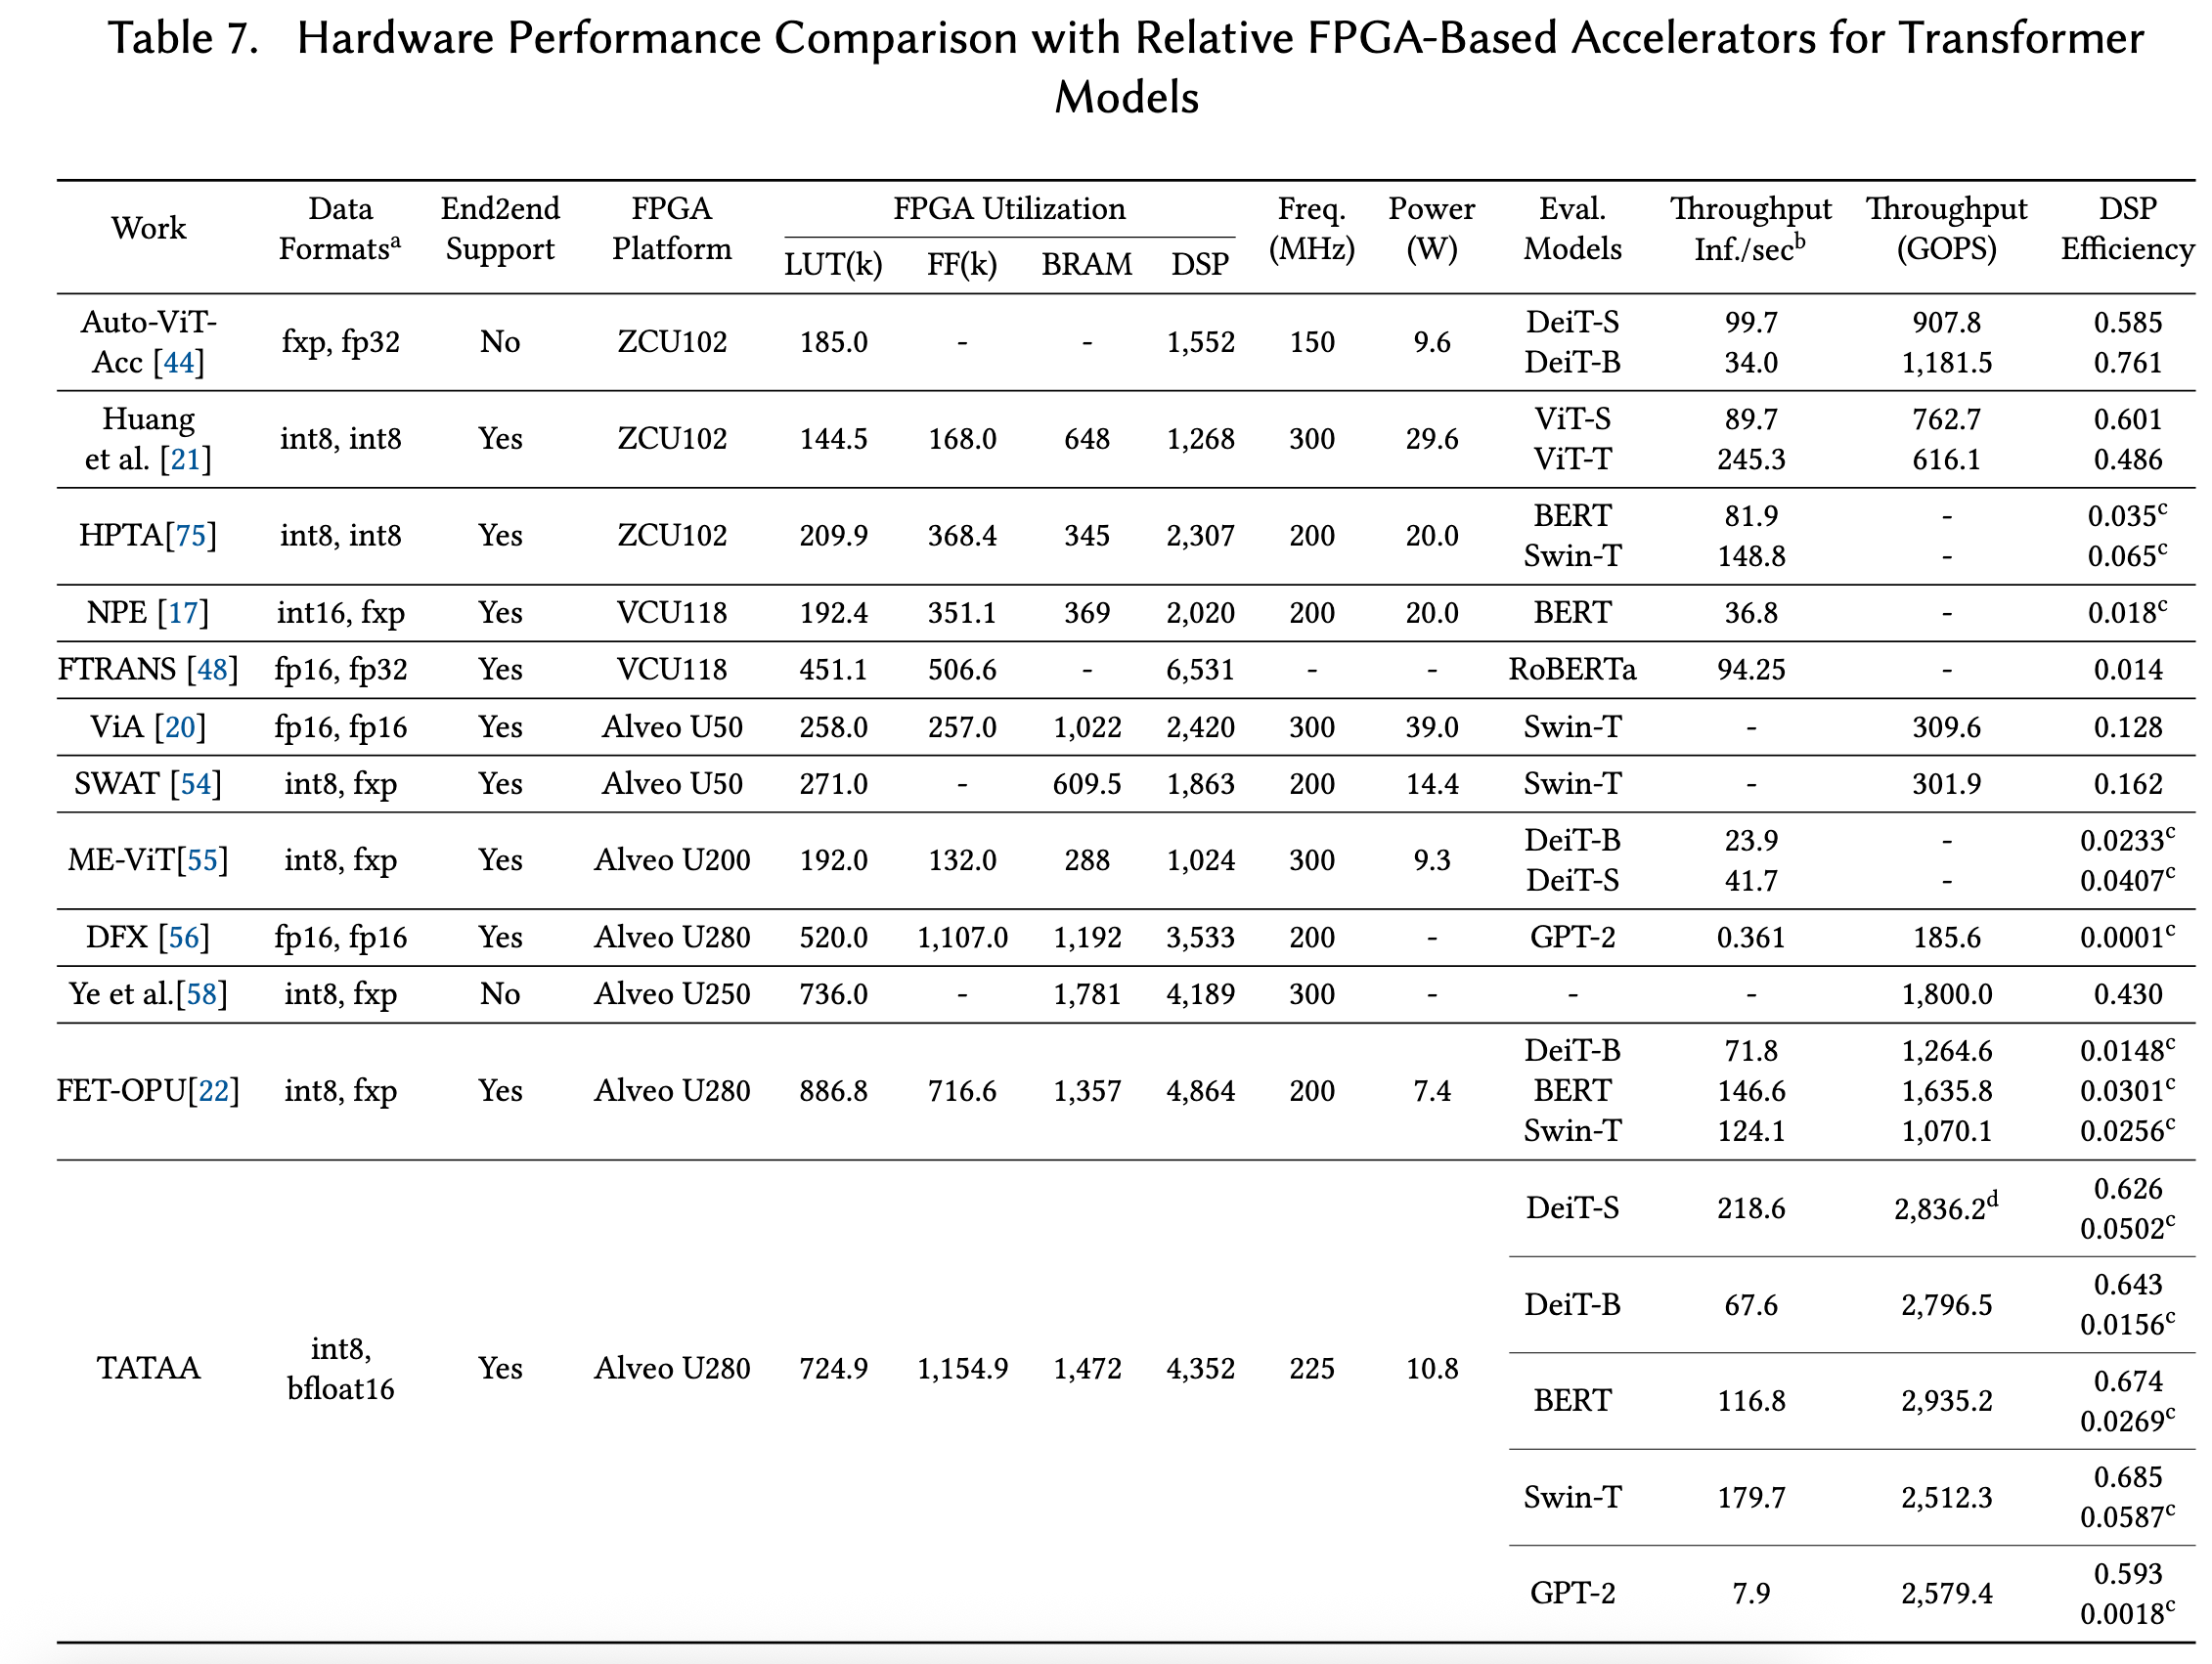 Table 7. Hardware Performance Comparison with Relative FPGA-Based Accelerators for Transformer
Models
Work Data Formatsᵃ End2end Support FPGA Platform FPGA Utilization LUT(k) FF(k) BRAM DSP Freq. (MHz) Power (W) Eval. Models Throughput Inf./secᵇ Throughput (GOPS) DSP Efficiency
Auto-ViT-Acc [44] fxp, fp32 No ZCU102 185.0 - - 1,552 150 9.6 DeiT-S 99.7 907.8 0.585
DeiT-B 34.0 1,181.5 0.761
Huang et al. [21] int8, int8 Yes ZCU102 144.5 168.0 648 1,268 300 29.6 ViT-S 89.7 762.7 0.601
ViT-T 245.3 616.1 0.486
HPTA[75] int8, int8 Yes ZCU102 209.9 368.4 345 2,307 200 20.0 BERT 81.9 - 0.035ᶜ
Swin-T 148.8 - 0.065ᶜ
NPE [17] int16, fxp Yes VCU118 192.4 351.1 369 2,020 200 20.0 BERT 36.8 - 0.018ᶜ
FTRANS [48] fp16, fp32 Yes VCU118 451.1 506.6 - 6,531 - - RoBERTa 94.25 - 0.014
ViA [20] fp16, fp16 Yes Alveo U50 258.0 257.0 1,022 2,420 300 39.0 Swin-T - 309.6 0.128
SWAT [54] int8, fxp Yes Alveo U50 271.0 - 609.5 1,863 200 14.4 Swin-T - 301.9 0.162
ME-ViT[55] int8, fxp Yes Alveo U200 192.0 132.0 288 1,024 300 9.3 DeiT-B 23.9 - 0.0233ᶜ
DeiT-S 41.7 - 0.0407ᶜ
DFX [56] fp16, fp16 Yes Alveo U280 520.0 1,107.0 1,192 3,533 200 - GPT-2 0.361 185.6 0.0001ᶜ
Ye et al.[58] int8, fxp No Alveo U250 736.0 - 1,781 4,189 300 - - - 1,800.0 0.430
FET-OPU[22] int8, fxp Yes Alveo U280 886.8 716.6 1,357 4,864 200 7.4 DeiT-B 71.8 1,264.6 0.0148ᶜ
BERT 146.6 1,635.8 0.0301ᶜ
Swin-T 124.1 1,070.1 0.0256ᶜ
TATAA int8, bfloat16 Yes Alveo U280 724.9 1,154.9 1,472 4,352 225 10.8 DeiT-S 218.6 2,836.2ᵈ 0.626
0.0502ᶜ
DeiT-B 67.6 2,796.5 0.643
0.0156ᶜ
BERT 116.8 2,935.2 0.674
0.0269ᶜ
Swin-T 179.7 2,512.3 0.685
0.0587ᶜ
GPT-2 7.9 2,579.4 0.593
0.0018ᶜ